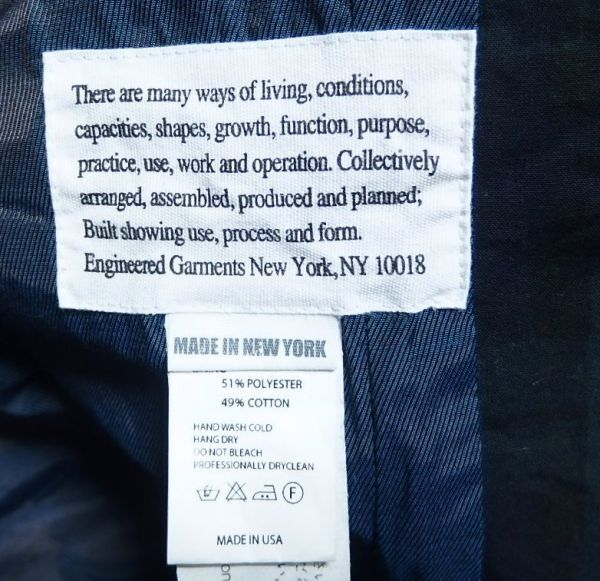 There are many ways of living, conditions,
capacities, shapes, growth, function, purpose,
practice, use, work and operation. Collectively
arranged, assembled, produced and planned;
Built showing use, process and form.
Engineered Garments New York, NY 10018
MADE IN NEW YORK
51% POLYESTER
49% COTTON
HAND WASH COLD
HANG DRY
DO NOT BLEACH
PROFESSIONALLY DRYCLEAN
F
MADE IN USA